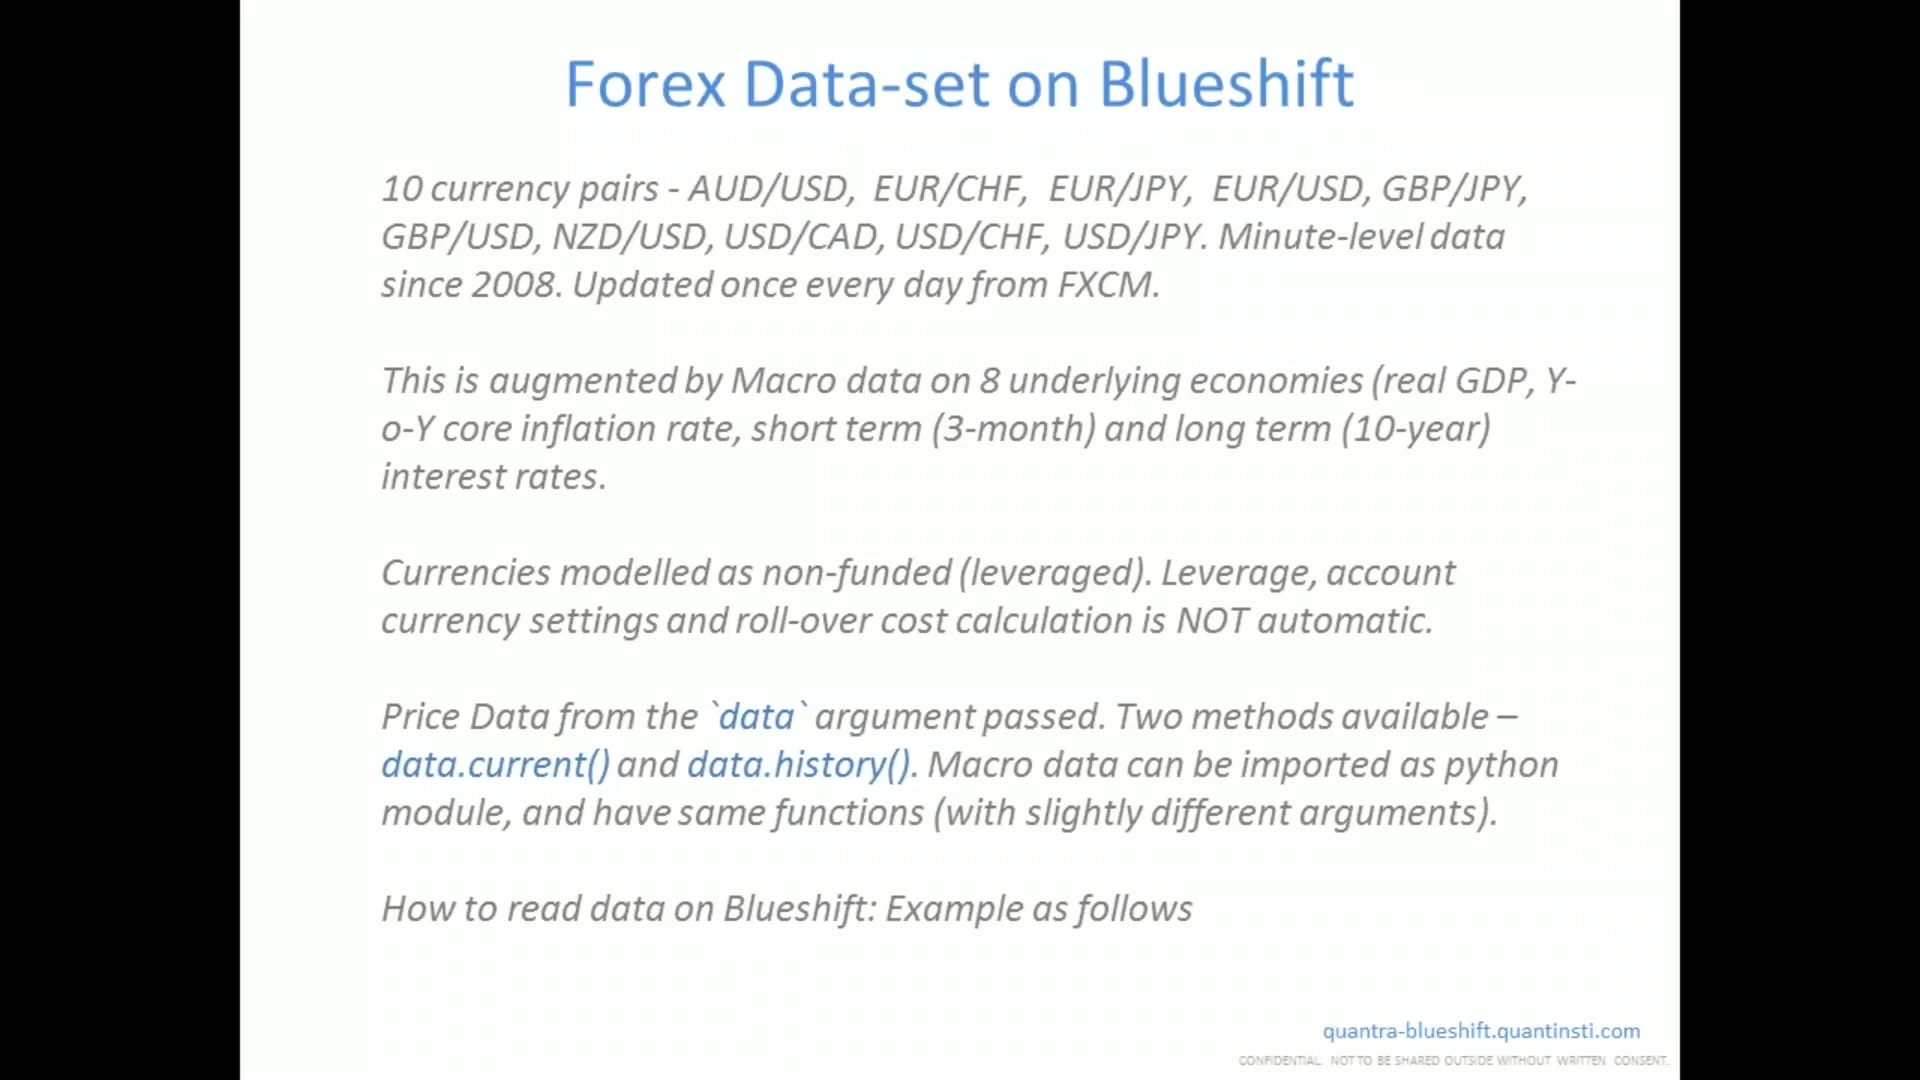 Forex Data-set on Blueshift
10 currency pairs - AUD/USD, EUR/CHF, EUR/JPY, EUR/USD, GBP/JPY,
GBP/USD, NZD/USD, USD/CAD, USD/CHF, USD/JPY. Minute-level data
since 2008. Updated once every day from FXCM.
This is augmented by Macro data on 8 underlying economies (real GDP, Y-
o-Y core inflation rate, short term (3-month) and long term (10-year)
interest rates.
Currencies modelled as non-funded (leveraged). Leverage, account
currency settings and roll-over cost calculation is NOT automatic.
Price Data from the `data` argument passed. Two methods available –
data.current() and data.history(). Macro data can be imported as python
module, and have same functions (with slightly different arguments).
How to read data on Blueshift: Example as follows
quantra-blueshift.quantinsti.com
CONFIDENTIAL. NOT TO BE SHARED OUTSIDE WITHOUT WRITTEN CONSENT.